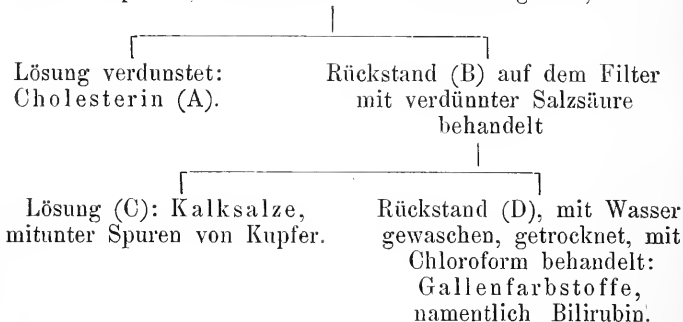 Lösung verdunstet:
Cholesterin (A).
Rückstand (B) auf dem Filter
mit verdünnter Salzsäure
behandelt
Lösung (C): Kalksalze,
mitunter Spuren von Kupfer.
Rückstand (D), mit Wasser
gewaschen, getrocknet, mit
Chloroform behandelt:
Gallenfarbstoffe,
namentlich Bilirubin.